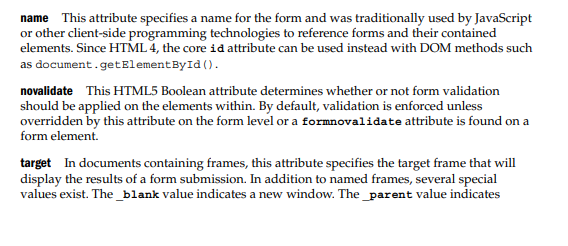 name This attribute specifies a name for the form and was traditionally used by JavaScript
or other client-side programming technologies to reference forms and their contained
elements. Since HTML 4, the core id attribute can be used instead with DOM methods such
as document.getElementById().
novalidate This HTML5 Boolean attribute determines whether or not form validation
should be applied on the elements within. By default, validation is enforced unless
overridden by this attribute on the form level or a formnovalidate attribute is found on a
form element.
target In documents containing frames, this attribute specifies the target frame that will
display the results of a form submission. In addition to named frames, several special
values exist. The _blank value indicates a new window. The _parent value indicates